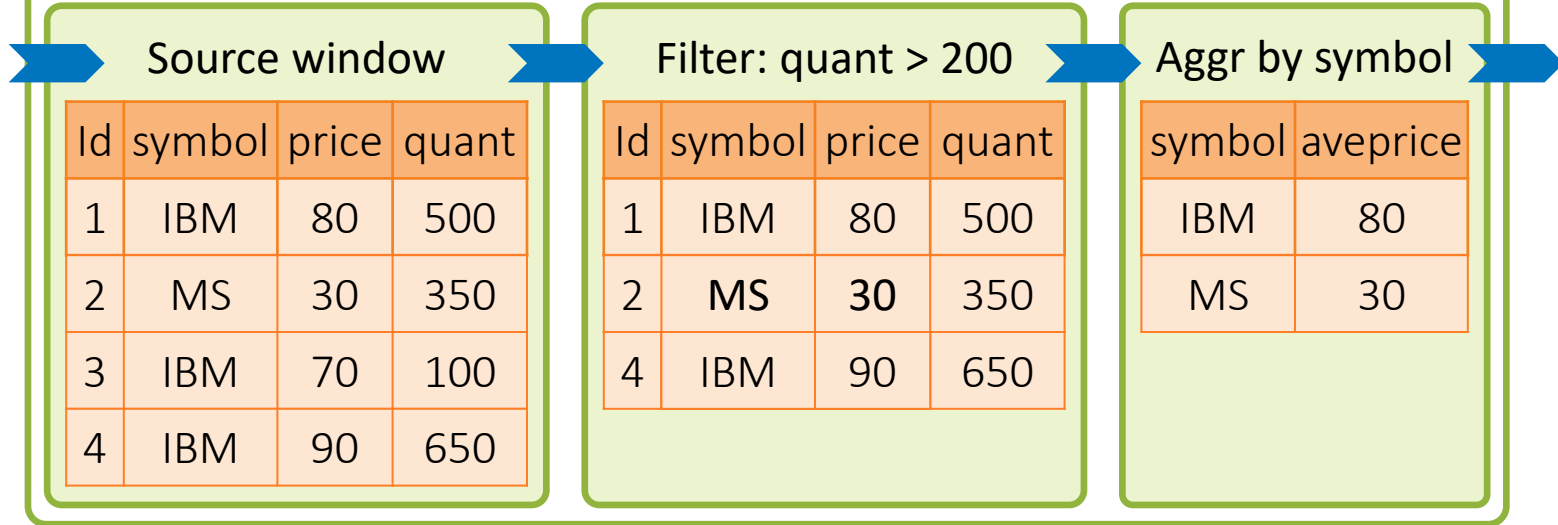 Source window
Id symbol price quant
1 IBM 80 500
2 MS 30 350
3 IBM 70 100
4 IBM 90 650
Filter: quant > 200
Id symbol price quant
1 IBM 80 500
2 MS 30 350
4 IBM 90 650
Aggr by symbol
symbol aveprice
IBM 80
MS 30